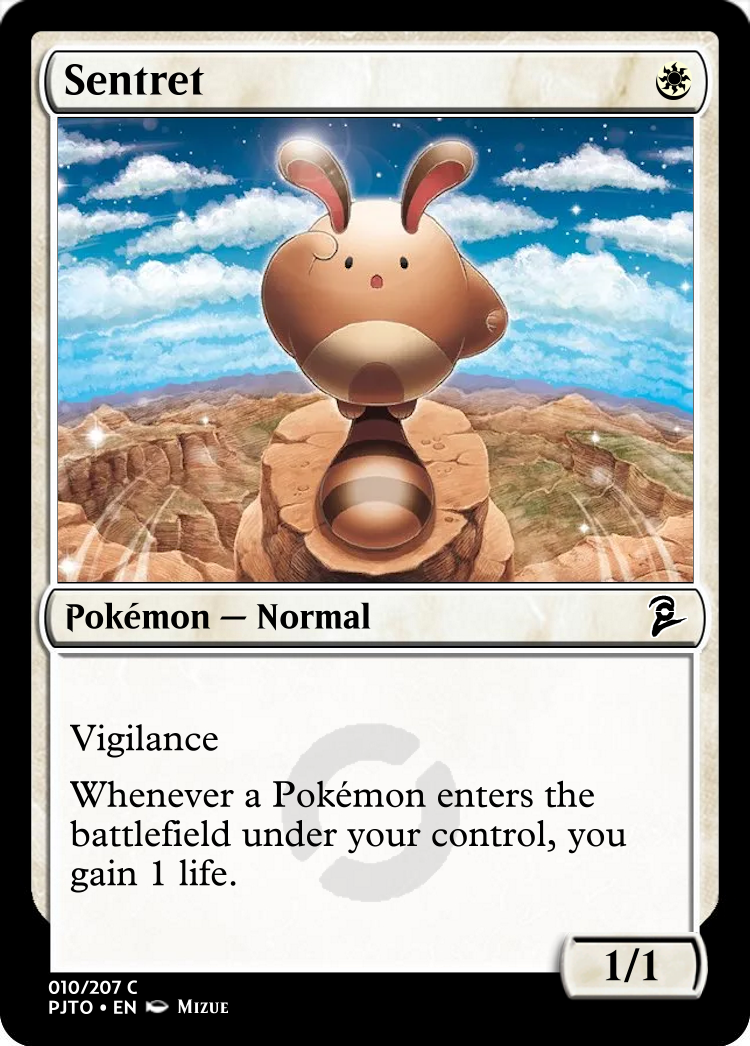 Sentret
Pokémon — Normal
Vigilance
Whenever a Pokémon enters the
battlefield under your control, you
gain 1 life.
1/1
010/207 C
PJTO • EN Mizue